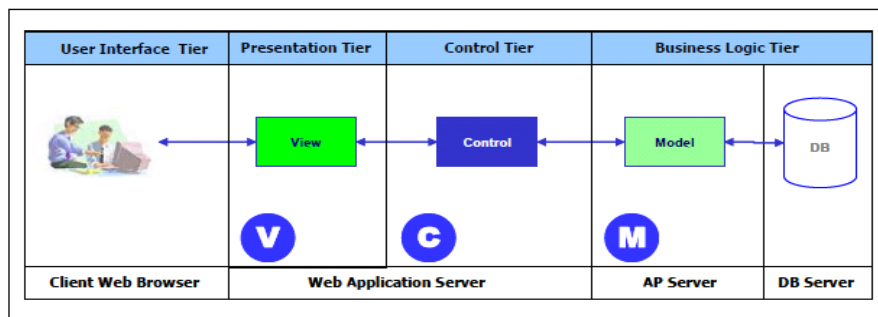 User Interface Tier
Presentation Tier
Control Tier
Business Logic Tier
View
Control
Model
DB
V
C
M
Client Web Browser
Web Application Server
AP Server
DB Server